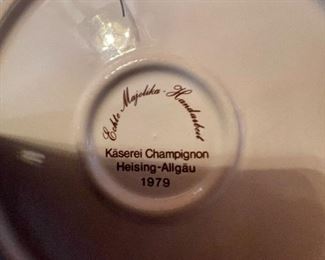 Echte Majolika-Handarbeit
Käserei Champignon
Heising-Allgäu
1979